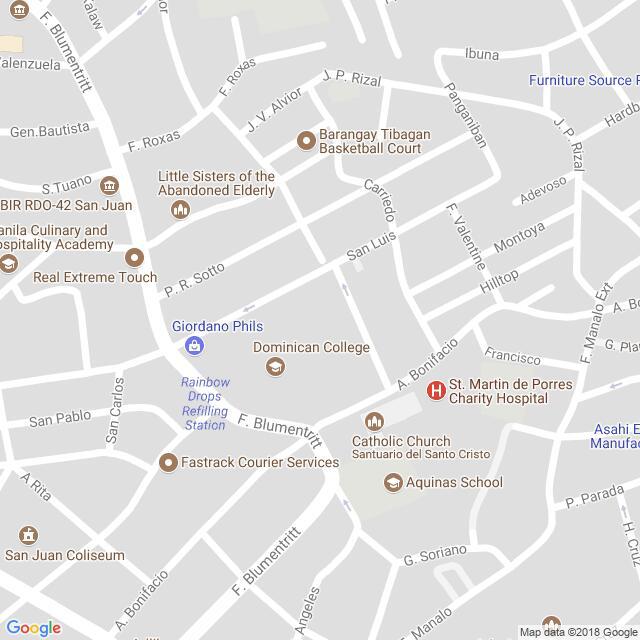 F. Blumentritt
Valenzuela
F. Roxas
J. P. Rizal
Ibuna
Furniture Source
Panganiban
J. V. Alvior
Hardb
Gen.Bautista
F. Roxas
Barangay Tibagan
Basketball Court
J. P. Rizal
S.Tuano
Little Sisters of the
Abandoned Elderly
Carriedo
Adevoso
BIR RDO-42 San Juan
F. Valentine
Montoya
anila Culinary and
ospitality Academy
San Luis
Real Extreme Touch
P. R. Sotto
Hilltop
F. Manalo Ext
A. Bo
Giordano Phils
Dominican College
A. Bonifacio
Francisco
G. Pla
Rainbow
Drops
Refilling
Station
San Carlos
St. Martin de Porres
Charity Hospital
San Pablo
F. Blumentritt
Catholic Church
Santuario del Santo Cristo
Asahi E
Manufac
Fastrack Courier Services
A Rita
Aquinas School
P. Parada
San Juan Coliseum
F. Blumentritt
G. Soriano
H. Cruz
A. Bonifacio
Angeles
F. Manalo
Google
Map data ©2018 Google